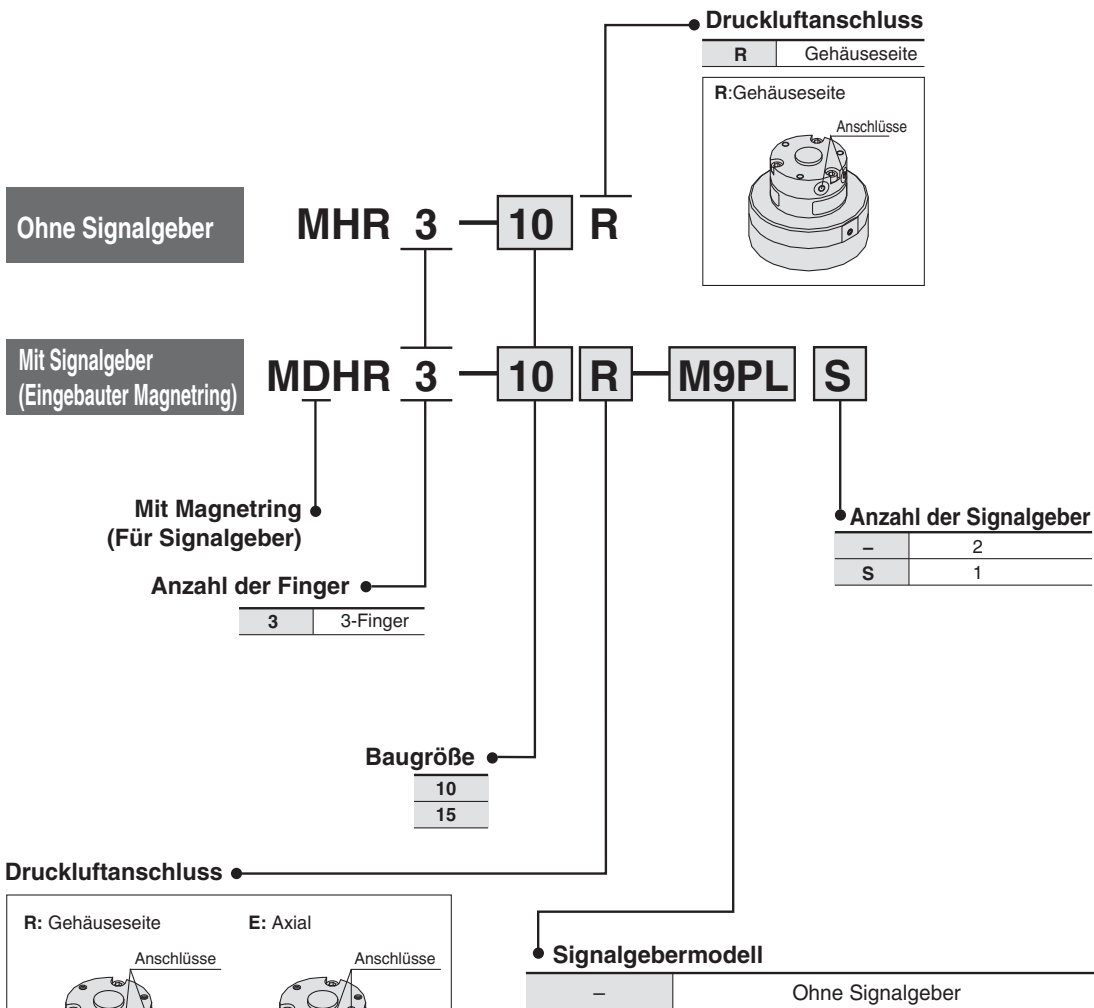 Druckluftanschluss
R Gehäuseseite
R:Gehäuseseite
Anschlüsse
Ohne Signalgeber
MHR 3 — 10 R
Mit Signalgeber
(Eingebauter Magnetring)
MDHR 3 — 10 R — M9PL S
Mit Magnetring
(Für Signalgeber)
Anzahl der Signalgeber
– 2
S 1
Anzahl der Finger
3 3-Finger
Baugröße
10
15
Druckluftanschluss
R: Gehäuseseite E: Axial
Anschlüsse Anschlüsse
Signalgebermodell
– Ohne Signalgeber